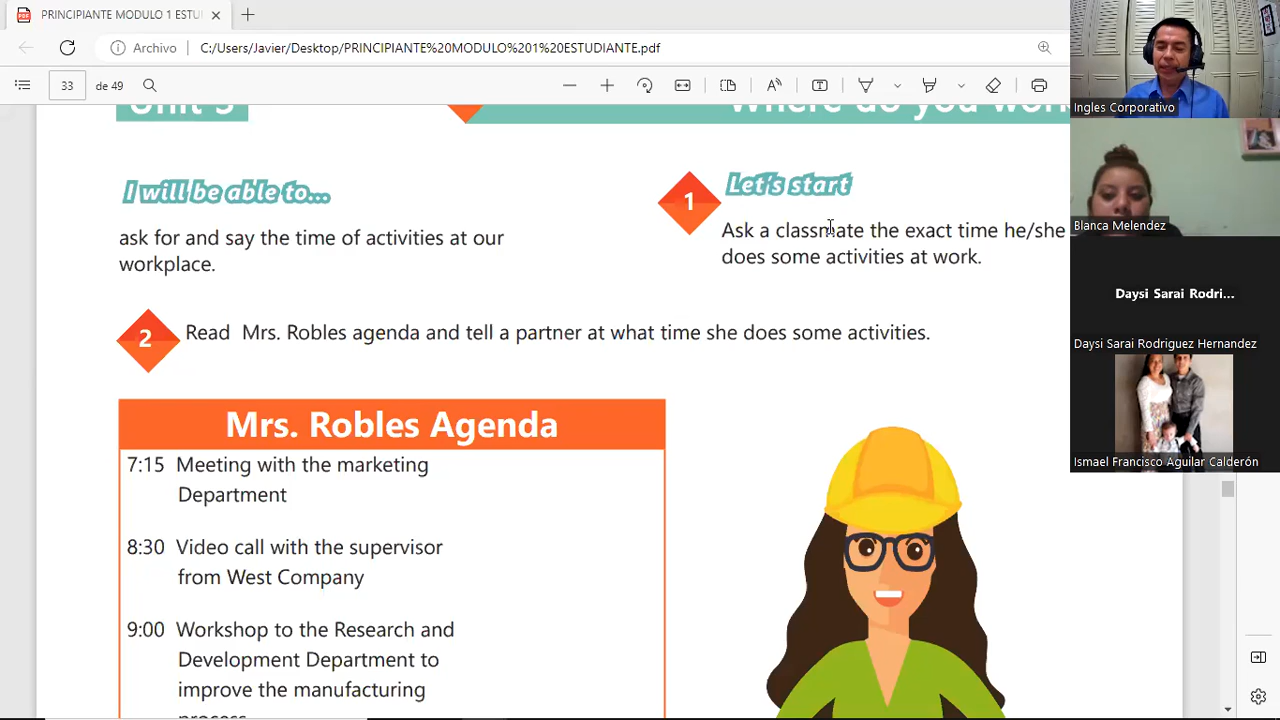 PRINCIPIANTE MODULO 1 ESTU
Archivo
C:/Users/Javier/Desktop/PRINCIPIANTE%20MODULO%201%20ESTUDIANTE.pdf
33
de 49
Where do you work
I will be able to...
ask for and say the time of activities at our
workplace.
1
Let's start
Ask a classmate the exact time he/she
does some activities at work.
2
Read Mrs. Robles agenda and tell a partner at what time she does some activities.
Mrs. Robles Agenda
7:15 Meeting with the marketing
Department
8:30 Video call with the supervisor
from West Company
9:00 Workshop to the Research and
Development Department to
improve the manufacturing
process
Ingles Corporativo
Blanca Melendez
Daysi Sarai Rodri...
Daysi Sarai Rodriguez Hernandez
Ismael Francisco Aguilar Calderón